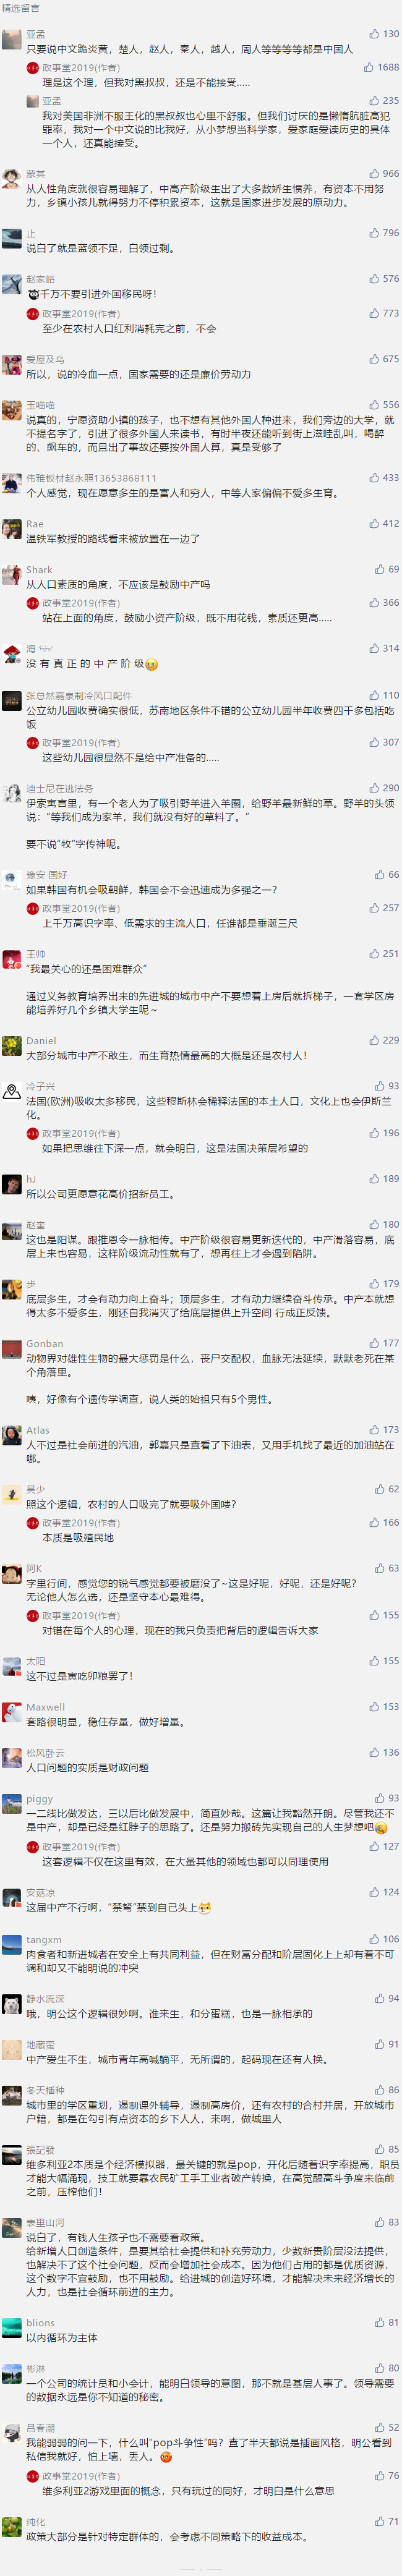 精选留言
亚孟 130
只要说中文跪炎黄，楚人，赵人，秦人，越人，周人等等等等都是中国人
政事堂2019(作者) 1688
理是这个理，但我对黑叔叔，还是不能接受.....
亚孟 235
我对美国非洲不服王化的黑叔叔也心里不舒服。但我们讨厌的是懒惰肮脏高犯
罪率，我对一个中文说的比我好，从小梦想当科学家，爱家庭爱读历史的具体
一个人，还真能接受。
蒙其 966
从人性角度就很容易理解了，中高产阶级生出了大多数娇生惯养，有资本不用努
力，乡镇小孩儿就得努力不停积累资本，这就是国家进步发展的原动力。
止 796
说白了就是蓝领不足，白领过剩。
赵家峪 576
千万不要引进外国移民呀！
政事堂2019(作者) 773
至少在农村人口红利消耗完之前，不会
爱屋及乌 675
所以，说的冷血一点，国家需要的还是廉价劳动力
玉喵喵 556
说真的，宁愿资助小镇的孩子，也不想有其他外国人种进来，我们旁边的大学，就
不提名字了，引进了很多外国人来读书，有时半夜还能听到街上滋哇乱叫，喝醉
的、飙车的，而且出了事故还要按外国人算，真是受够了
伟雅板材赵永照13653868111 433
个人感觉，现在愿意多生的是富人和穷人，中等人家偏偏不爱多生育。
Rae 412
温铁军教授的路线看来被放置在一边了
Shark 69
从人口素质的角度，不应该是鼓励中产吗
政事堂2019(作者) 366
站在上面的角度，鼓励小资产阶级，既不用花钱，素质还更高.....
海 314
没 有 真 正 的 中 产 阶 级
张总然嘉泉制冷风口配件 110
公立幼儿园收费确实很低，苏南地区条件不错的公立幼儿园半年收费四千多包括吃
饭
政事堂2019(作者) 307
这些幼儿园很显然不是给中产准备的.....
迪士尼在逃法务 290
伊索寓言里，有一个老人为了吸引野羊进入羊圈，给野羊最新鲜的草。野羊的头领
说：“等我们成为家羊，我们就没有好的草料了。”
要不说“牧”字传神呢。
豫安 国好 66
如果韩国有机会吸朝鲜，韩国会不会迅速成为多强之一？
政事堂2019(作者) 257
上千万高识字率、低需求的主流人口，任谁都是垂涎三尺
王帅 251
“我最关心的还是困难群众”
通过义务教育培养出来的先进城的城市中产不要想着上房后就拆梯子，一套学区房
能培养好几个乡镇大学生呢～
Daniel 229
大部分城市中产不敢生，而生育热情最高的大概是还是农村人！
冷子兴 93
法国(欧洲)吸收太多移民，这些穆斯林会稀释法国的本土人口，文化上也会伊斯兰
化。
政事堂2019(作者) 196
如果把思维往下深一点，就会明白，这是法国决策层希望的
hJ 189
所以公司更愿意花高价招新员工。
赵蛮 180
这也是阳谋。跟推恩令一脉相传。中产阶级很容易更新迭代的，中产滑落容易，底
层上来也容易，这样阶级流动性就有了，想再往上才会遇到陷阱。
步 179
底层多生，才会有动力向上奋斗；顶层多生，才有动力继续奋斗传承。中产本就想
得太多不爱多生，刚还自我消灭了给底层提供上升空间 行成正反馈。
Gonban 177
动物界对雄性生物的最大惩罚是什么，丧尸交配权，血脉无法延续，默默老死在某
个角落里。
咦，好像有个遗传学调查，说人类的始祖只有5个男性。
Atlas 173
人不过是社会前进的汽油，郭嘉只是查看了下油表，又用手机找了最近的加油站在
哪。
昊少 62
照这个逻辑，农村的人口吸完了就要吸外国喽？
政事堂2019(作者) 166
本质是吸殖民地
阿K 63
字里行间，感觉您的锐气感觉都要被磨没了~这是好呢，好呢，还是好呢？
无论他人怎么选，还是坚守本心最难得。
政事堂2019(作者) 155
对错在每个人的心理，现在的我只负责把背后的逻辑告诉大家
太阳 155
这不过是寅吃卯粮罢了！
Maxwell 153
套路很明显，稳住存量，做好增量。
松风卧云 136
人口问题的实质是财政问题
piggy 93
一二线比做发达，三以后比做发展中，简直妙哉。这篇让我豁然开朗。尽管我还不
是中产，却是已经是红脖子的思路了。还是努力搬砖先实现自己的人生梦想吧
政事堂2019(作者) 127
这套逻辑不仅在这里有效，在大量其他的领域也都可以同理使用
安菇凉 124
这届中产不行啊，“禁弩”禁到自己头上
tangxm 106
肉食者和新进城者在安全上有共同利益，但在财富分配和阶层固化上上却有着不可
调和却又不能明说的冲突
静水流深 94
哦，明公这个逻辑很妙啊。谁来生，和分蛋糕，也是一脉相承的
地藏蛮 91
中产爱生不生，城市青年高喊躺平，无所谓的，起码现在还有人换。
冬天播种 86
城市里的学区重划，遏制课外辅导，遏制高房价，还有农村的合村并居，开放城市
户籍，都是在勾引有点资本的乡下人人，来啊，做城里人
張記發 85
维多利亚2本质是个经济模拟器，最关键的就是pop，开化后随着识字率提高，职员
才能大幅涌现，技工就要靠农民矿工手工业者破产转换，在高觉醒高斗争度来临前
之前，压榨他们！
表里山河 83
说白了，有钱人生孩子也不需要看政策。
给新增人口创造条件，是要其给社会提供和补充劳动力，少数新贵阶层没法提供，
也解决不了这个社会问题，反而会增加社会成本。因为他们占用的都是优质资源，
这个数字不宜鼓励，也不用鼓励。给进城的创造好环境，才能解决未来经济增长的
人力，也是社会循环前进的主力。
blions 81
以内循环为主体
彬淋 80
一个公司的统计员和小会计，能明白领导的意图，那不就是基层人事了。领导需要
的数据永远是你不知道的秘密。
吕春潮 52
我能弱弱的问一下，什么叫“pop斗争性”吗？查了半天都说是插画风格，明公看到
私信我就好，怕上墙，丢人。
政事堂2019(作者) 76
维多利亚2游戏里面的概念，只有玩过的同好，才明白是什么意思
纯化 71
政策大部分是针对特定群体的，会考虑不同策略下的收益成本。